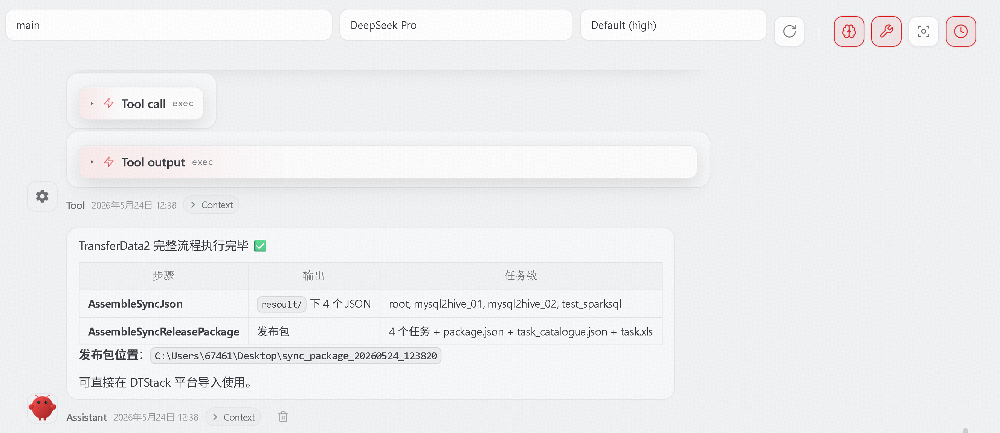 main
DeepSeek Pro
Default (high)
Tool call exec
Tool output exec
Tool 2026年5月24日 12:38 Context
TransferData2 完整流程执行完毕 ✅
步骤 输出 任务数
AssembleSyncJson resoult/ 下 4 个 JSON root, mysql2hive_01, mysql2hive_02, test_sparksql
AssembleSyncReleasePackage 发布包 4 个任务 + package.json + task_catalogue.json + task.xls
发布包位置： C:\Users\67461\Desktop\sync_package_20260524_123820
可直接在 DTStack 平台导入使用。
Assistant 2026年5月24日 12:38 Context